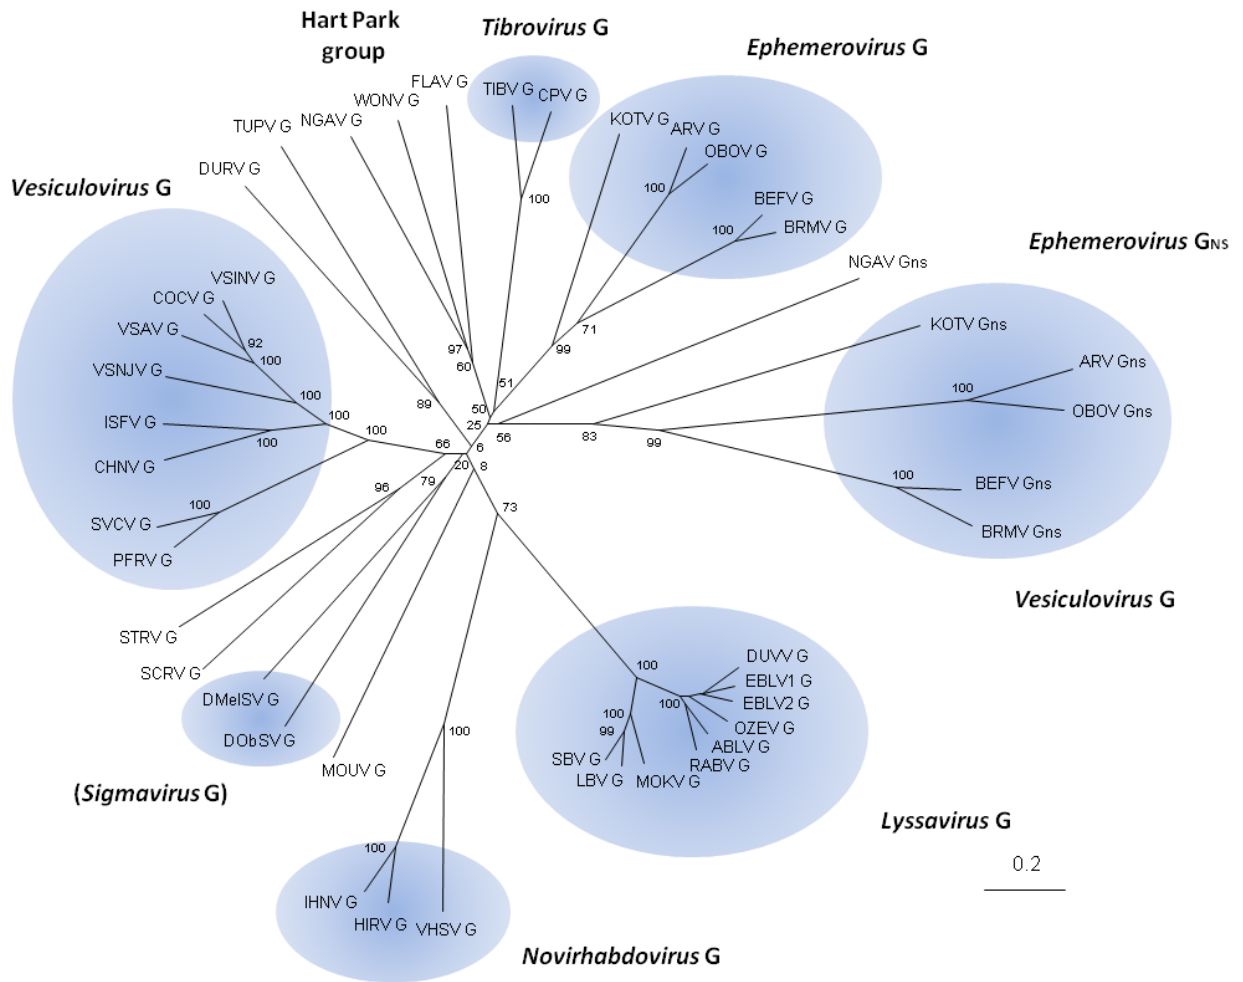 Hart Park
group
Tibrovirus G
Ephemerovirus G
FLAV G
TIBV G
CPV G
WONV G
NGAV G
TUPV G
KOTV G
ARV G
OBOV G
DURV G
Vesiculovirus G
100
100
BEFV G
100
BRMV G
Ephemerovirus GNS
NGAV Gns
VSINV G
COCV G
VSAV G
92
100
KOTV Gns
71
99
97
60
VSNJV G
51
ARV Gns
100
100
89
50
OBOV Gns
ISFV G
100
25
100
100
56
83
99
66
6
CHNV G
20
8
79
100
BEFV Gns
96
100
73
SVCV G
BRMV Gns
PFRV G
Vesiculovirus G
STRV G
100
DUVV G
SCRV G
EBLV1 G
DMelSV G
100
EBLV2 G
100
OZEV G
99
DObSV G
100
ABLV G
SBV G
RABV G
MOUV G
LBV G
MOKV G
(Sigmavirus G)
Lyssavirus G
100
0.2
IHNV G
HIRV G
VHSV G
Novirhabdovirus G